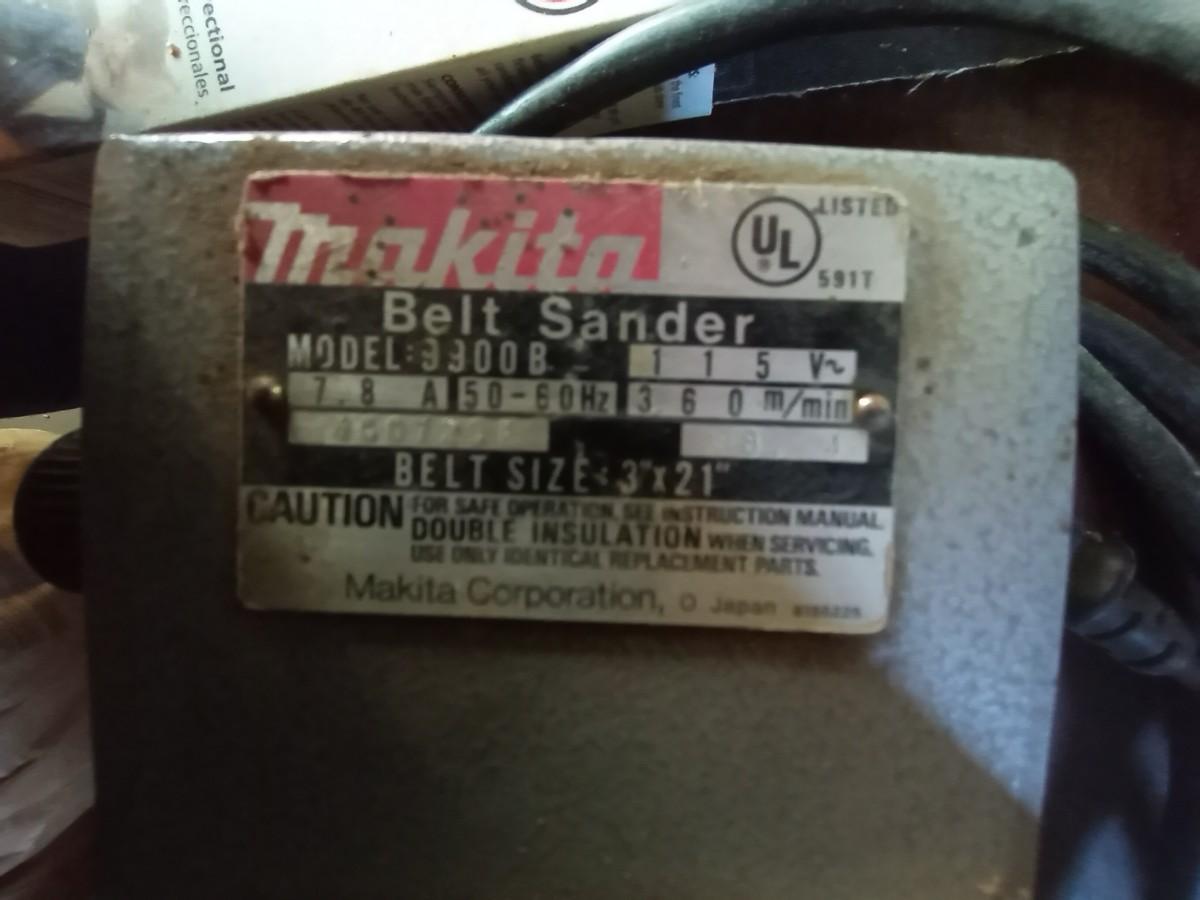 rectional
reccionales.
makita
UL
LISTED
591T
Belt Sander
MODEL: 9900B
115 V~
7.8 A 50-60Hz 360 m/min
BELT SIZE: 3"x21"
CAUTION FOR SAFE OPERATION, SEE INSTRUCTION MANUAL.
DOUBLE INSULATION WHEN SERVICING,
USE ONLY IDENTICAL REPLACEMENT PARTS.
Makita Corporation, O Japan